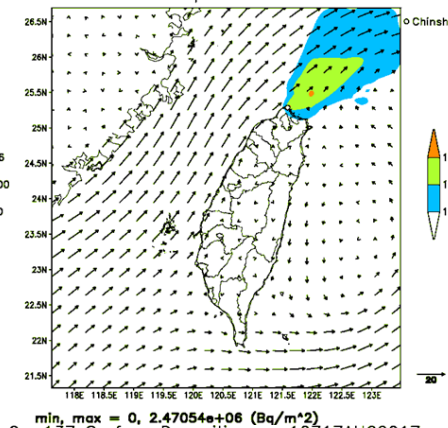 26.5N
Chinsh
26N
25.5N
25N
24.5N
24N
23.5N
23N
22.5N
22N
21.5N
118E 118.5E 119E 119.5E 120E 120.5E 121E 121.5E 122E 122.5E 123E
20
min, max = 0, 2.47054e+06 (Bq/m^2)